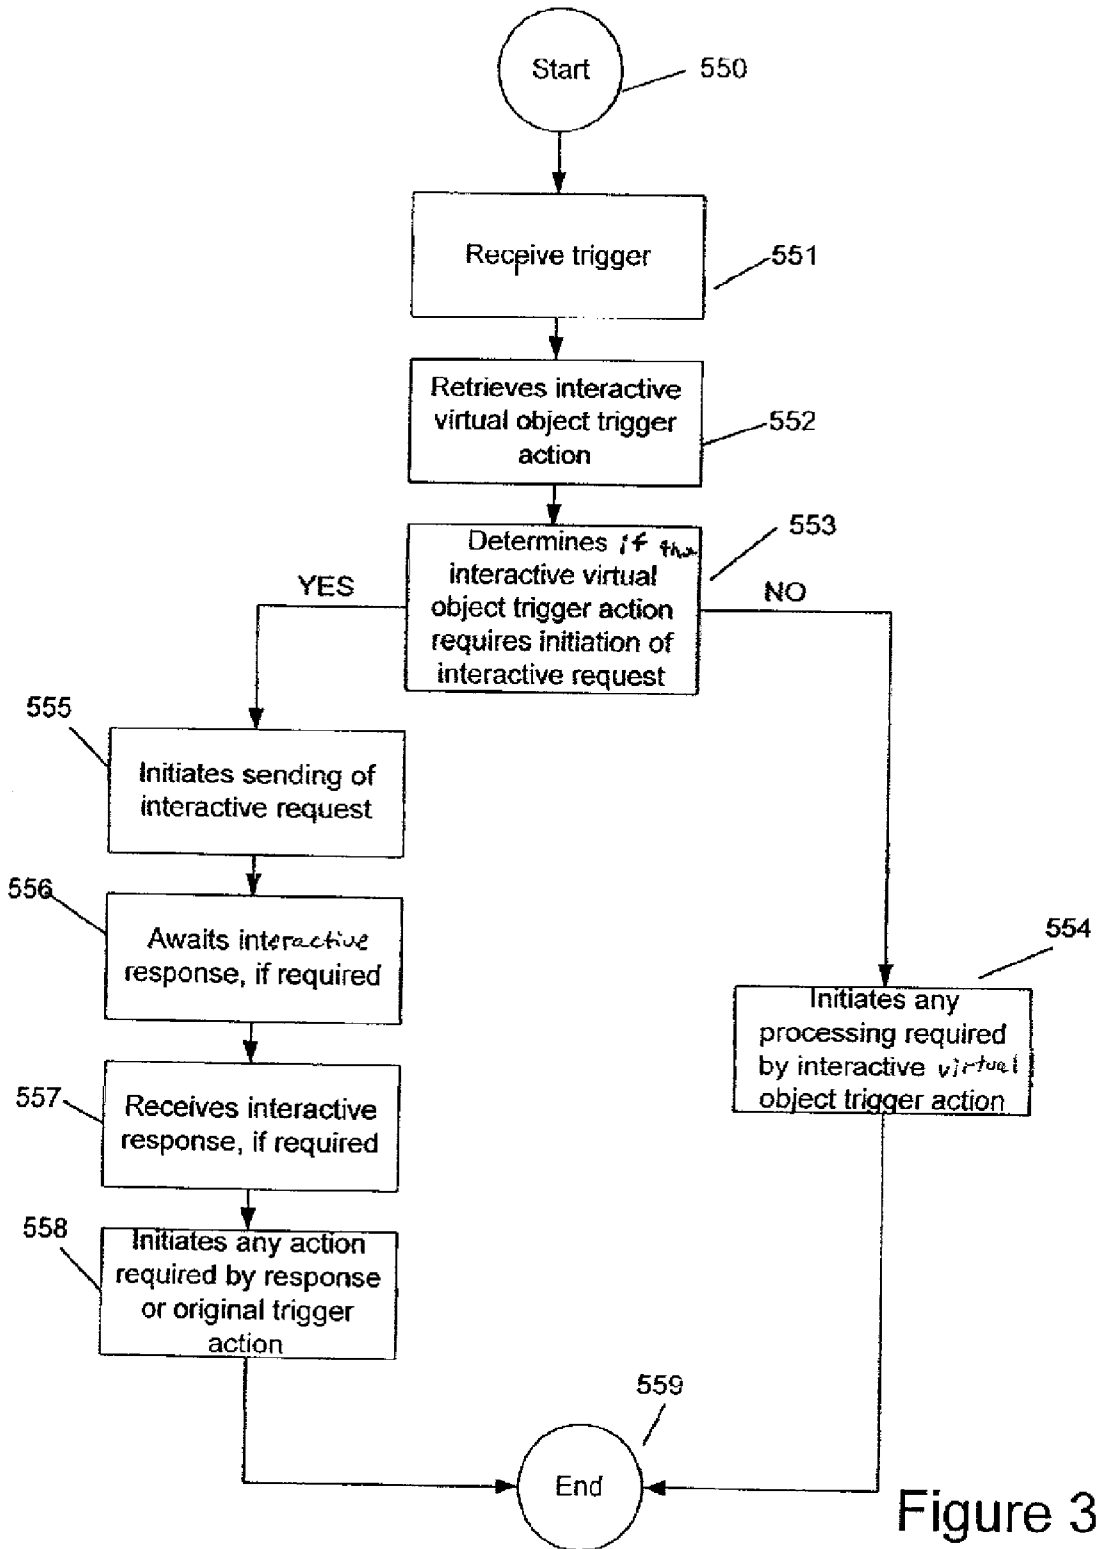 Start
550
Receive trigger
551
Retrieves interactive
virtual object trigger
action
552
Determines if the
interactive virtual
object trigger action
requires initiation of
interactive request
553
YES
NO
555
Initiates sending of
interactive request
556
Awaits interactive
response, if required
554
Initiates any
processing required
by interactive virtual
object trigger action
557
Receives interactive
response, if required
558
Initiates any action
required by response
or original trigger
action
559
End
Figure 3